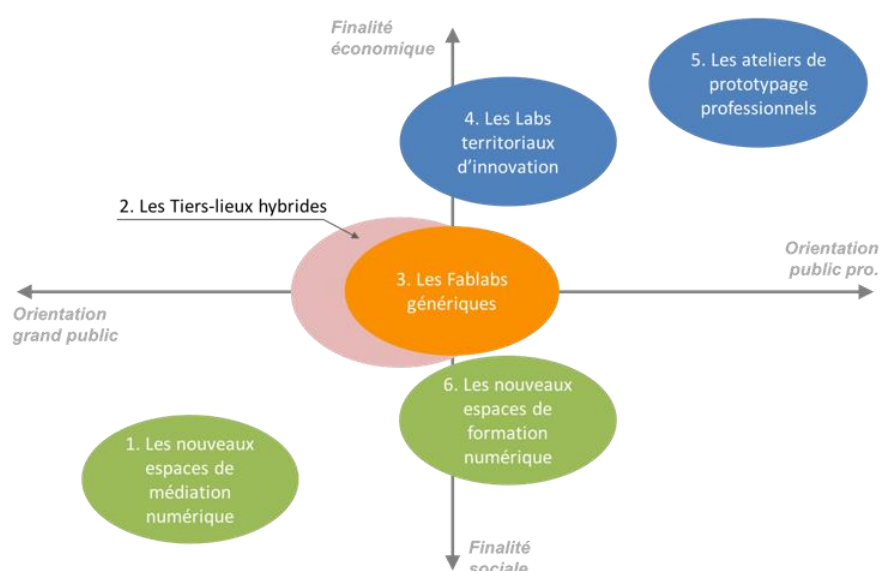 Finalité
économique
5. Les ateliers de
prototypage
professionnels
4. Les Labs
territoriaux
d'innovation
2. Les Tiers-lieux hybrides
Orientation
public pro.
3. Les Fablabs
génériques
Orientation
grand public
6. Les nouveaux
espaces de
formation
numérique
1. Les nouveaux
espaces de
médiation
numérique
Finalité
sociale